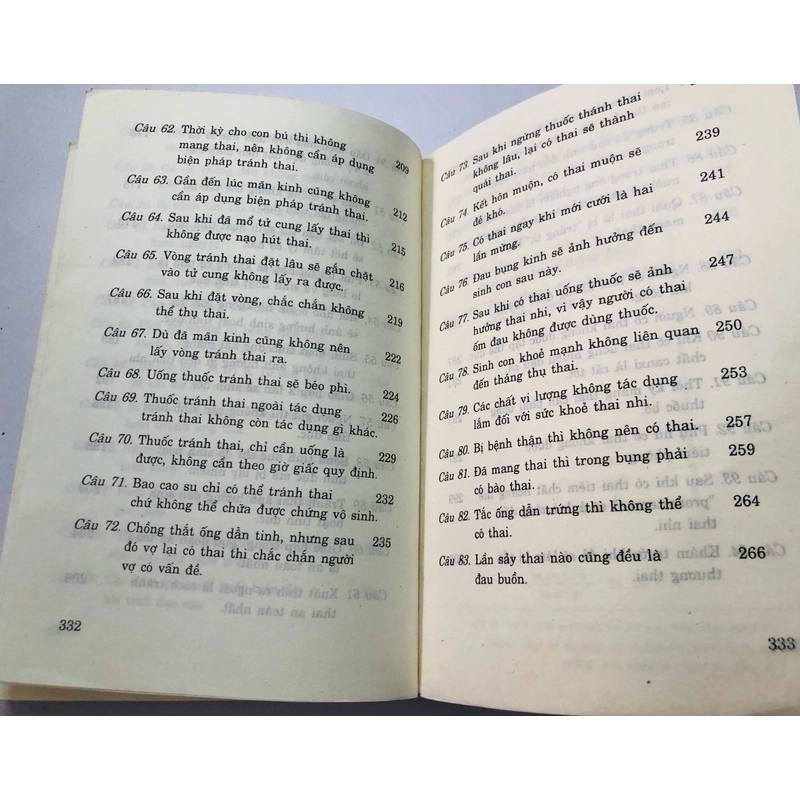 Câu 62. Thời kỳ cho con bú thì không
mang thai, nên không cần áp dụng
biện pháp tránh thai. 209
Câu 63. Gần đến lúc mãn kinh cũng không
cần áp dụng biện pháp tránh thai. 212
Câu 64. Sau khi đã mổ tử cung lấy thai thì
không được nạo hút thai. 215
Câu 65. Vòng tránh thai đặt lâu sẽ gắn chặt
vào tử cung không lấy ra được. 216
Câu 66. Sau khi đặt vòng, chắc chắn không
thể thụ thai. 219
Câu 67. Dù đã mãn kinh cũng không nên
lấy vòng tránh thai ra. 222
Câu 68. Uống thuốc tránh thai sẽ béo phì. 224
Câu 69. Thuốc tránh thai ngoài tác dụng 226
tránh thai không còn tác dụng gì khác.
Câu 70. Thuốc tránh thai, chỉ cần uống là 229
được, không cần theo giờ giấc quy định.
Câu 71. Bao cao su chỉ có thể tránh thai 232
chứ không thể chữa được chứng vô sinh.
Câu 72. Chồng thắt ống dẫn tinh, nhưng sau 235
đó vợ lại có thai thì chắc chắn người
vợ có vấn đề.
332
Câu 73. Sau khi ngừng thuốc thánh thai
không lâu, lại có thai sẽ thành 239
quái thai.
Câu 74. Kết hôn muộn, có thai muộn sẽ 241
đẻ khó.
Câu 75. Có thai ngay khi mới cưới là hai 244
lần mừng.
Câu 76. Đau bụng kinh sẽ ảnh hưởng đến 247
sinh con sau này.
Câu 77. Sau khi có thai uống thuốc sẽ ảnh
hưởng thai nhi, vì vậy người có thai
ốm đau không được dùng thuốc. 250
Câu 78. Sinh con khoẻ mạnh không liên quan
đến tháng thụ thai. 253
Câu 79. Các chất vi lượng không tác dụng
lắm đối với sức khoẻ thai nhi.
Câu 80. Bị bệnh thận thì không nên có thai. 257
Câu 81. Đã mang thai thì trong bụng phải 259
có bào thai.
Câu 82. Tắc ống dẫn trứng thì không thể 264
có thai.
Câu 83. Lần sảy thai nào cũng đều là 266
đau buồn.
333